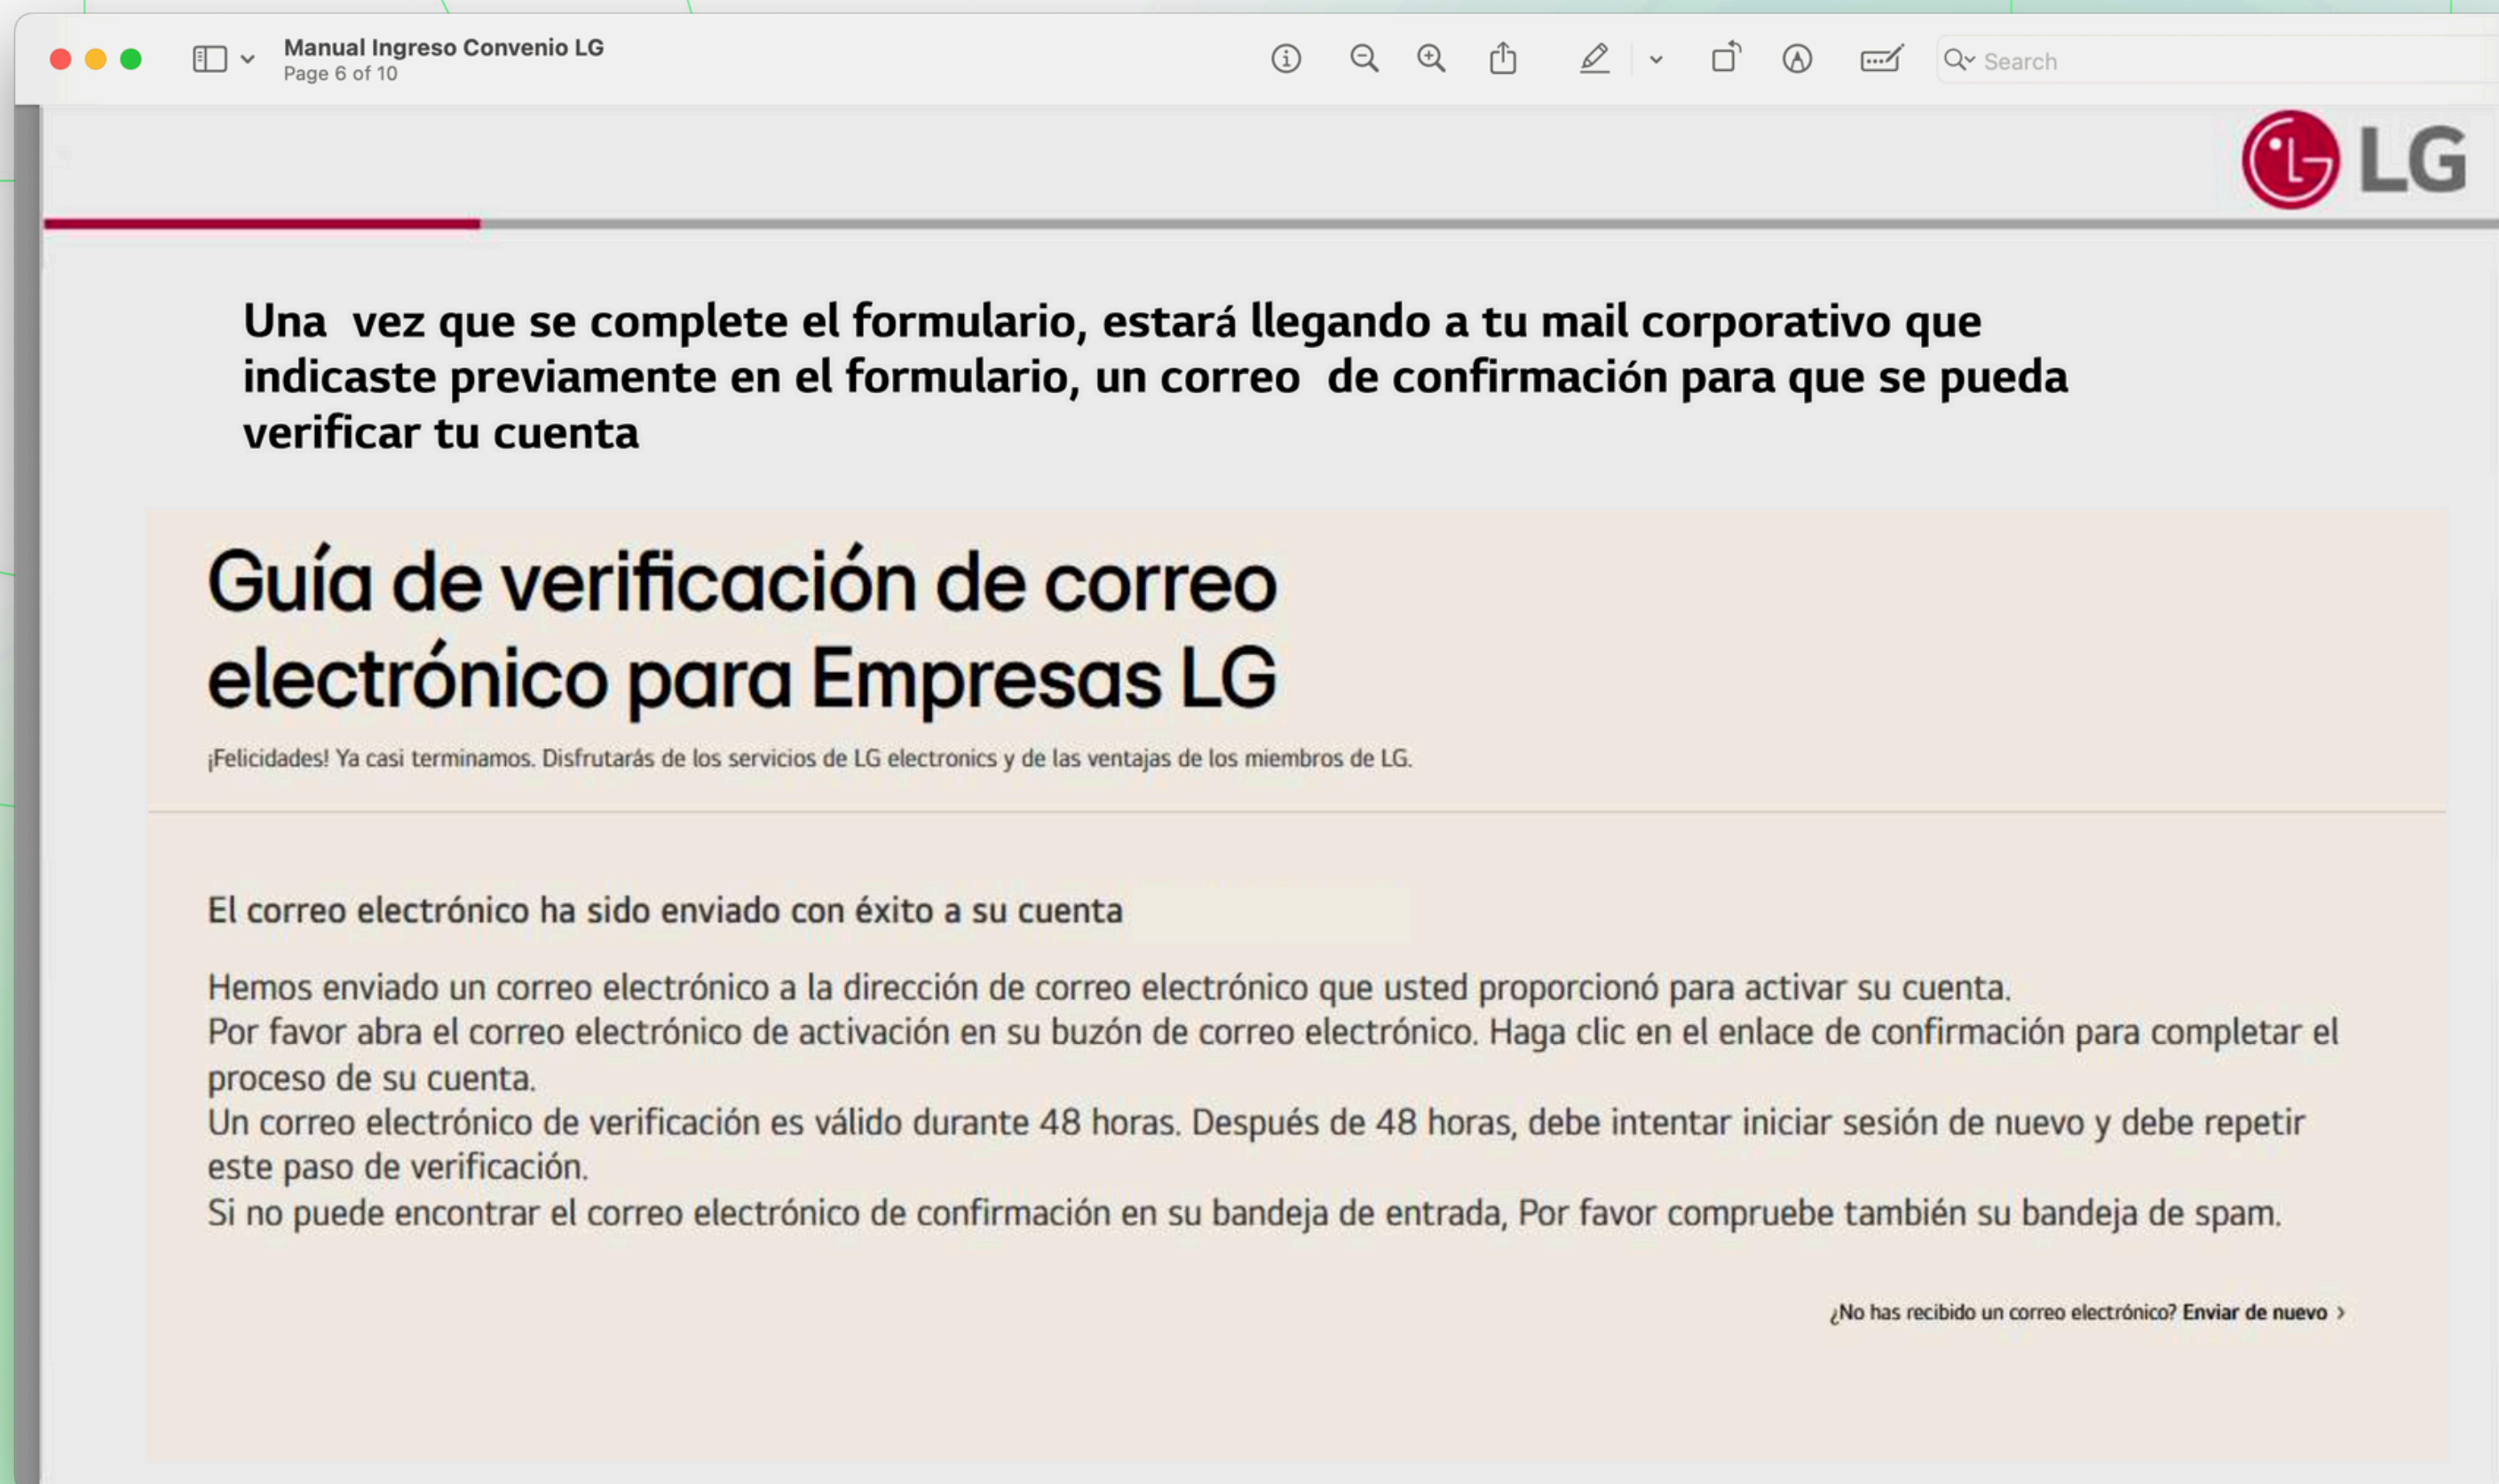 Manual Ingreso Convenio LG
Page 6 of 10
Search
LG
Una vez que se complete el formulario, estará llegando a tu mail corporativo que
indicaste previamente en el formulario, un correo de confirmación para que se pueda
verificar tu cuenta
Guía de verificación de correo
electrónico para Empresas LG
¡Felicidades! Ya casi terminamos. Disfrutarás de los servicios de LG electronics y de las ventajas de los miembros de LG.
El correo electrónico ha sido enviado con éxito a su cuenta
Hemos enviado un correo electrónico a la dirección de correo electrónico que usted proporcionó para activar su cuenta.
Por favor abra el correo electrónico de activación en su buzón de correo electrónico. Haga clic en el enlace de confirmación para completar el
proceso de su cuenta.
Un correo electrónico de verificación es válido durante 48 horas. Después de 48 horas, debe intentar iniciar sesión de nuevo y debe repetir
este paso de verificación.
Si no puede encontrar el correo electrónico de confirmación en su bandeja de entrada, Por favor compruebe también su bandeja de spam.
¿No has recibido un correo electrónico? Enviar de nuevo >